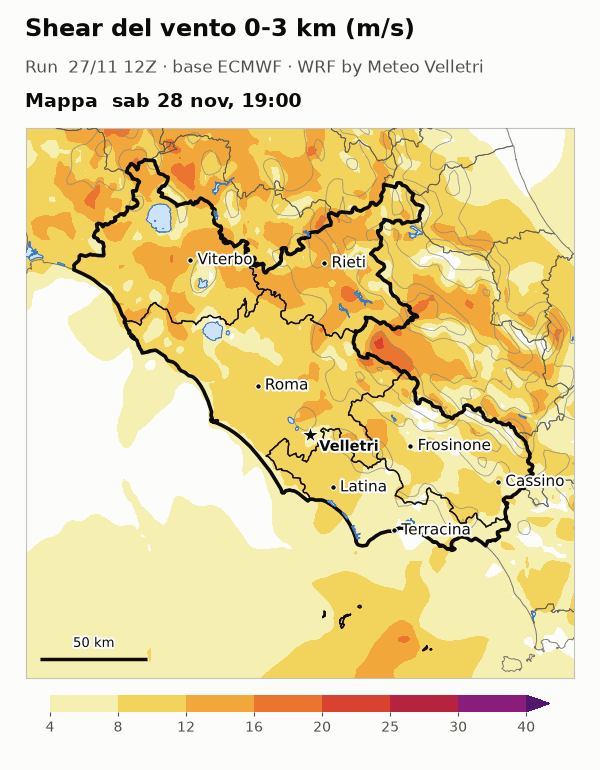 Shear del vento 0-3 km (m/s)
Run  27/11 12Z · base ECMWF · WRF by Meteo Velletri
Mappa  sab 28 nov, 19:00
Viterbo
Rieti
Roma
Velletri
Frosinone
Latina
Cassino
Terracina
50 km
4 8 12 16 20 25 30 40